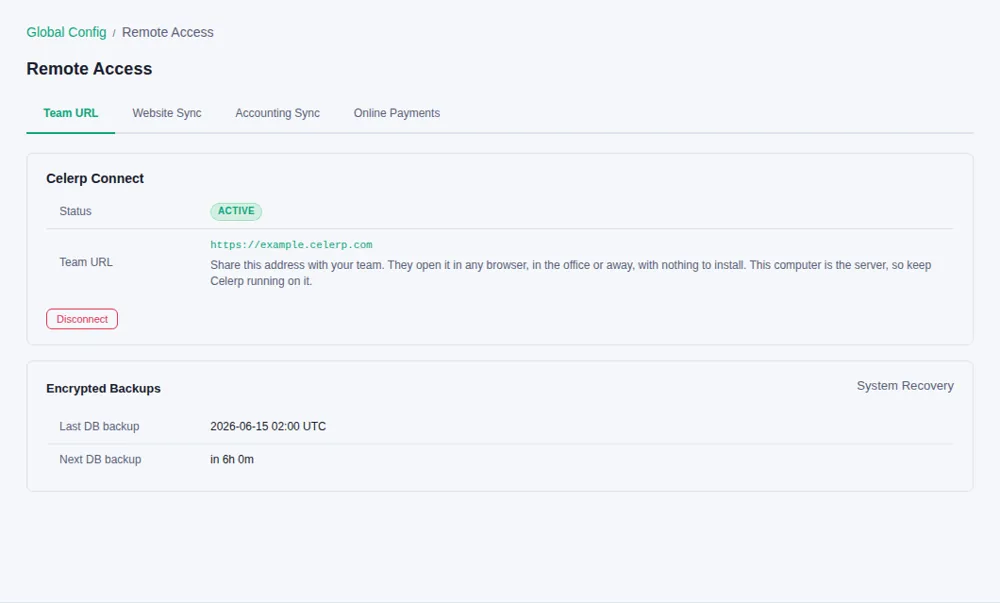 Global Config / Remote Access
Remote Access
Team URL Website Sync Accounting Sync Online Payments
Celerp Connect
Status ACTIVE
https://example.celerp.com
Team URL
Share this address with your team. They open it in any browser, in the office or away, with nothing to install. This computer is the server, so keep
Celerp running on it.
Disconnect
Encrypted Backups System Recovery
Last DB backup 2026-06-15 02:00 UTC
Next DB backup in 6h 0m